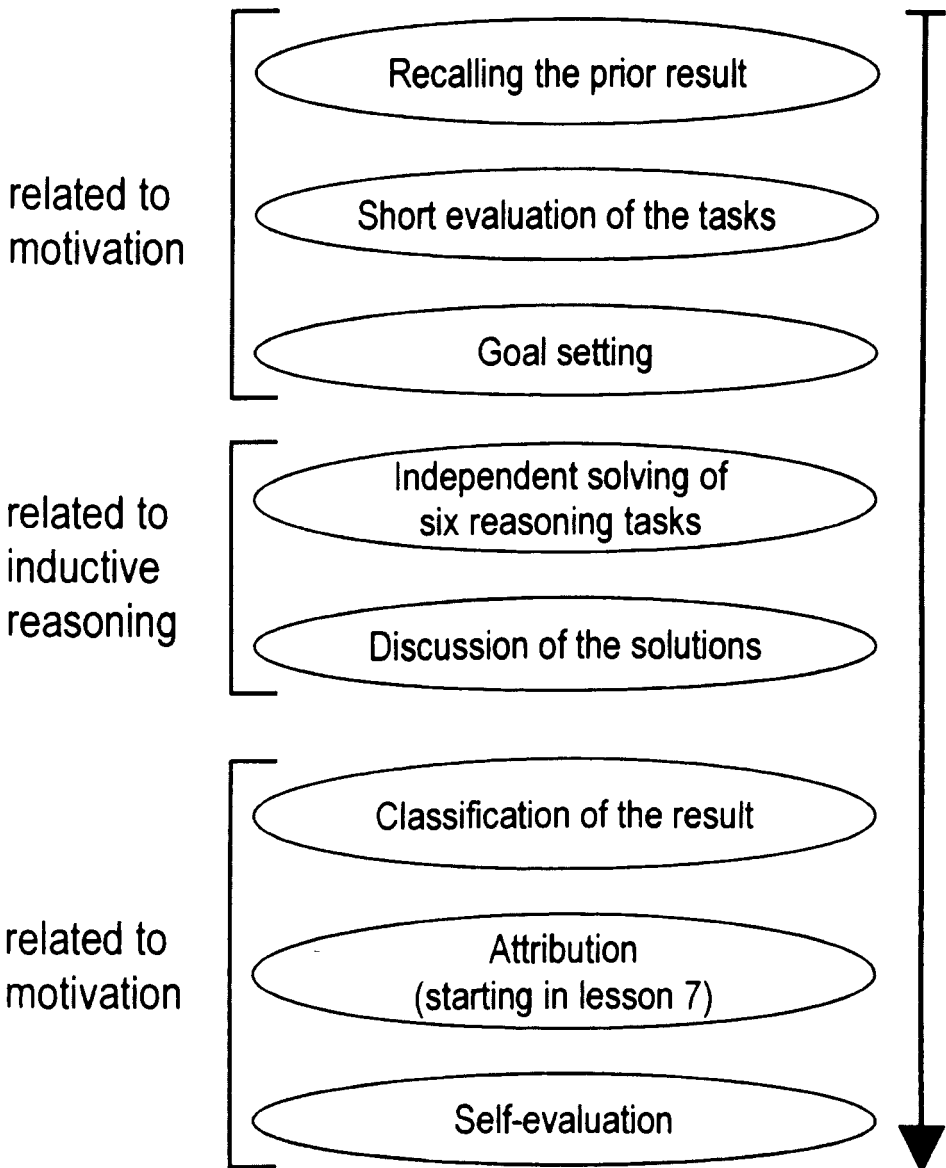 related to
motivation
Recalling the prior result
Short evaluation of the tasks
Goal setting
related to
inductive
reasoning
Independent solving of
six reasoning tasks
Discussion of the solutions
related to
motivation
Classification of the result
Attribution
(starting in lesson 7)
Self-evaluation